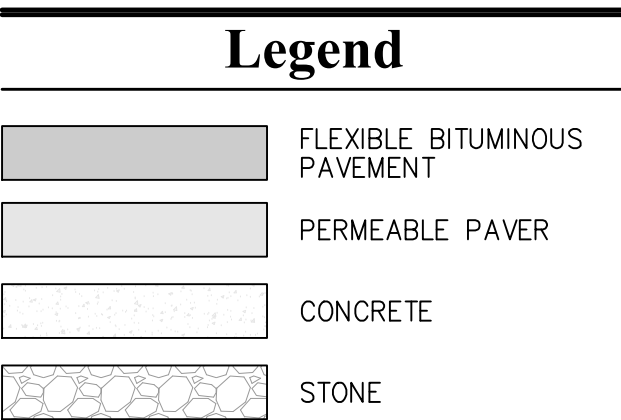 Legend
FLEXIBLE BITUMINOUS
PAVEMENT
PERMEABLE PAVER
CONCRETE
STONE